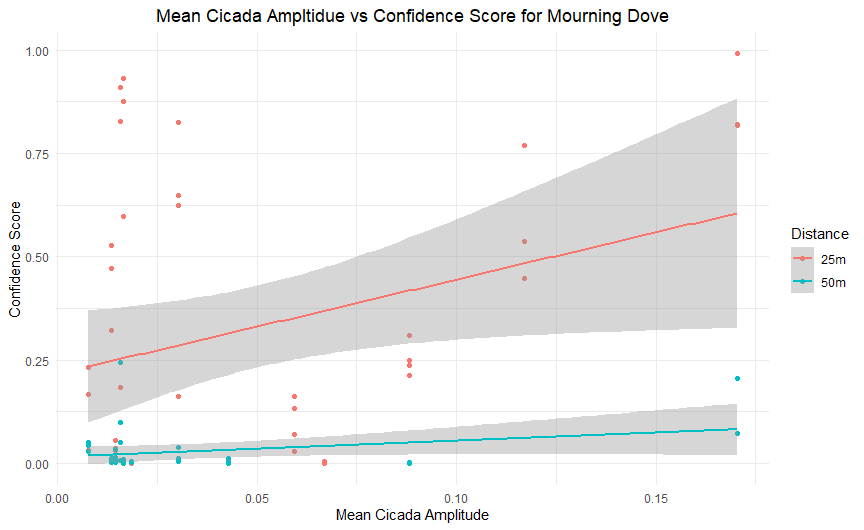 Mean Cicada Ampltidue vs Confidence Score for Mourning Dove
1.00
0.75
0.50
0.25
0.00
Confidence Score
0.00
0.05
0.10
0.15
Mean Cicada Amplitude
Distance
25m
50m